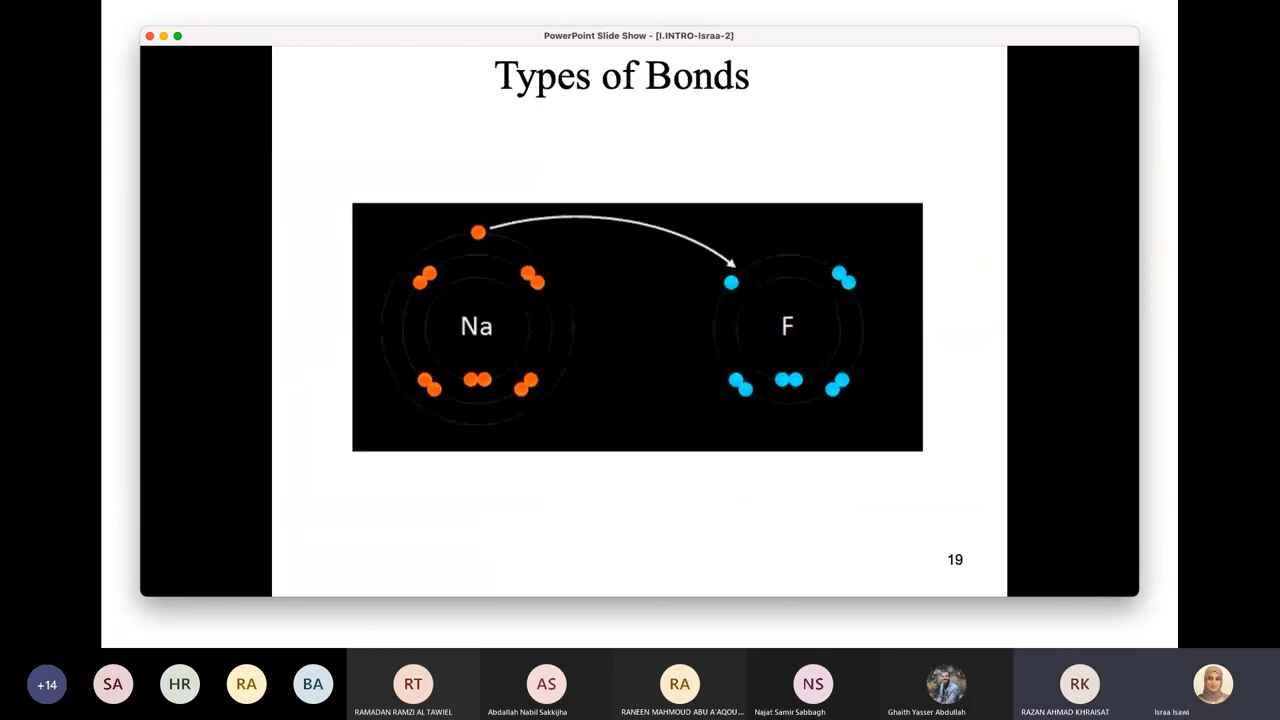 PowerPoint Slide Show - [I.INTRO-Israa-2]
Types of Bonds
Na
F
19
+14
SA
HR
RA
BA
RT
RAMADAN RAMZI AL TAWIEL
AS
Abdallah Nabil Sakkijha
RA
RANEEN MAHMOUD ABU A'AQOU...
NS
Najat Samir Sabbagh
Ghaith Yasser Abdullah
RK
RAZAN AHMAD KHRAISAT
Israa Isawi